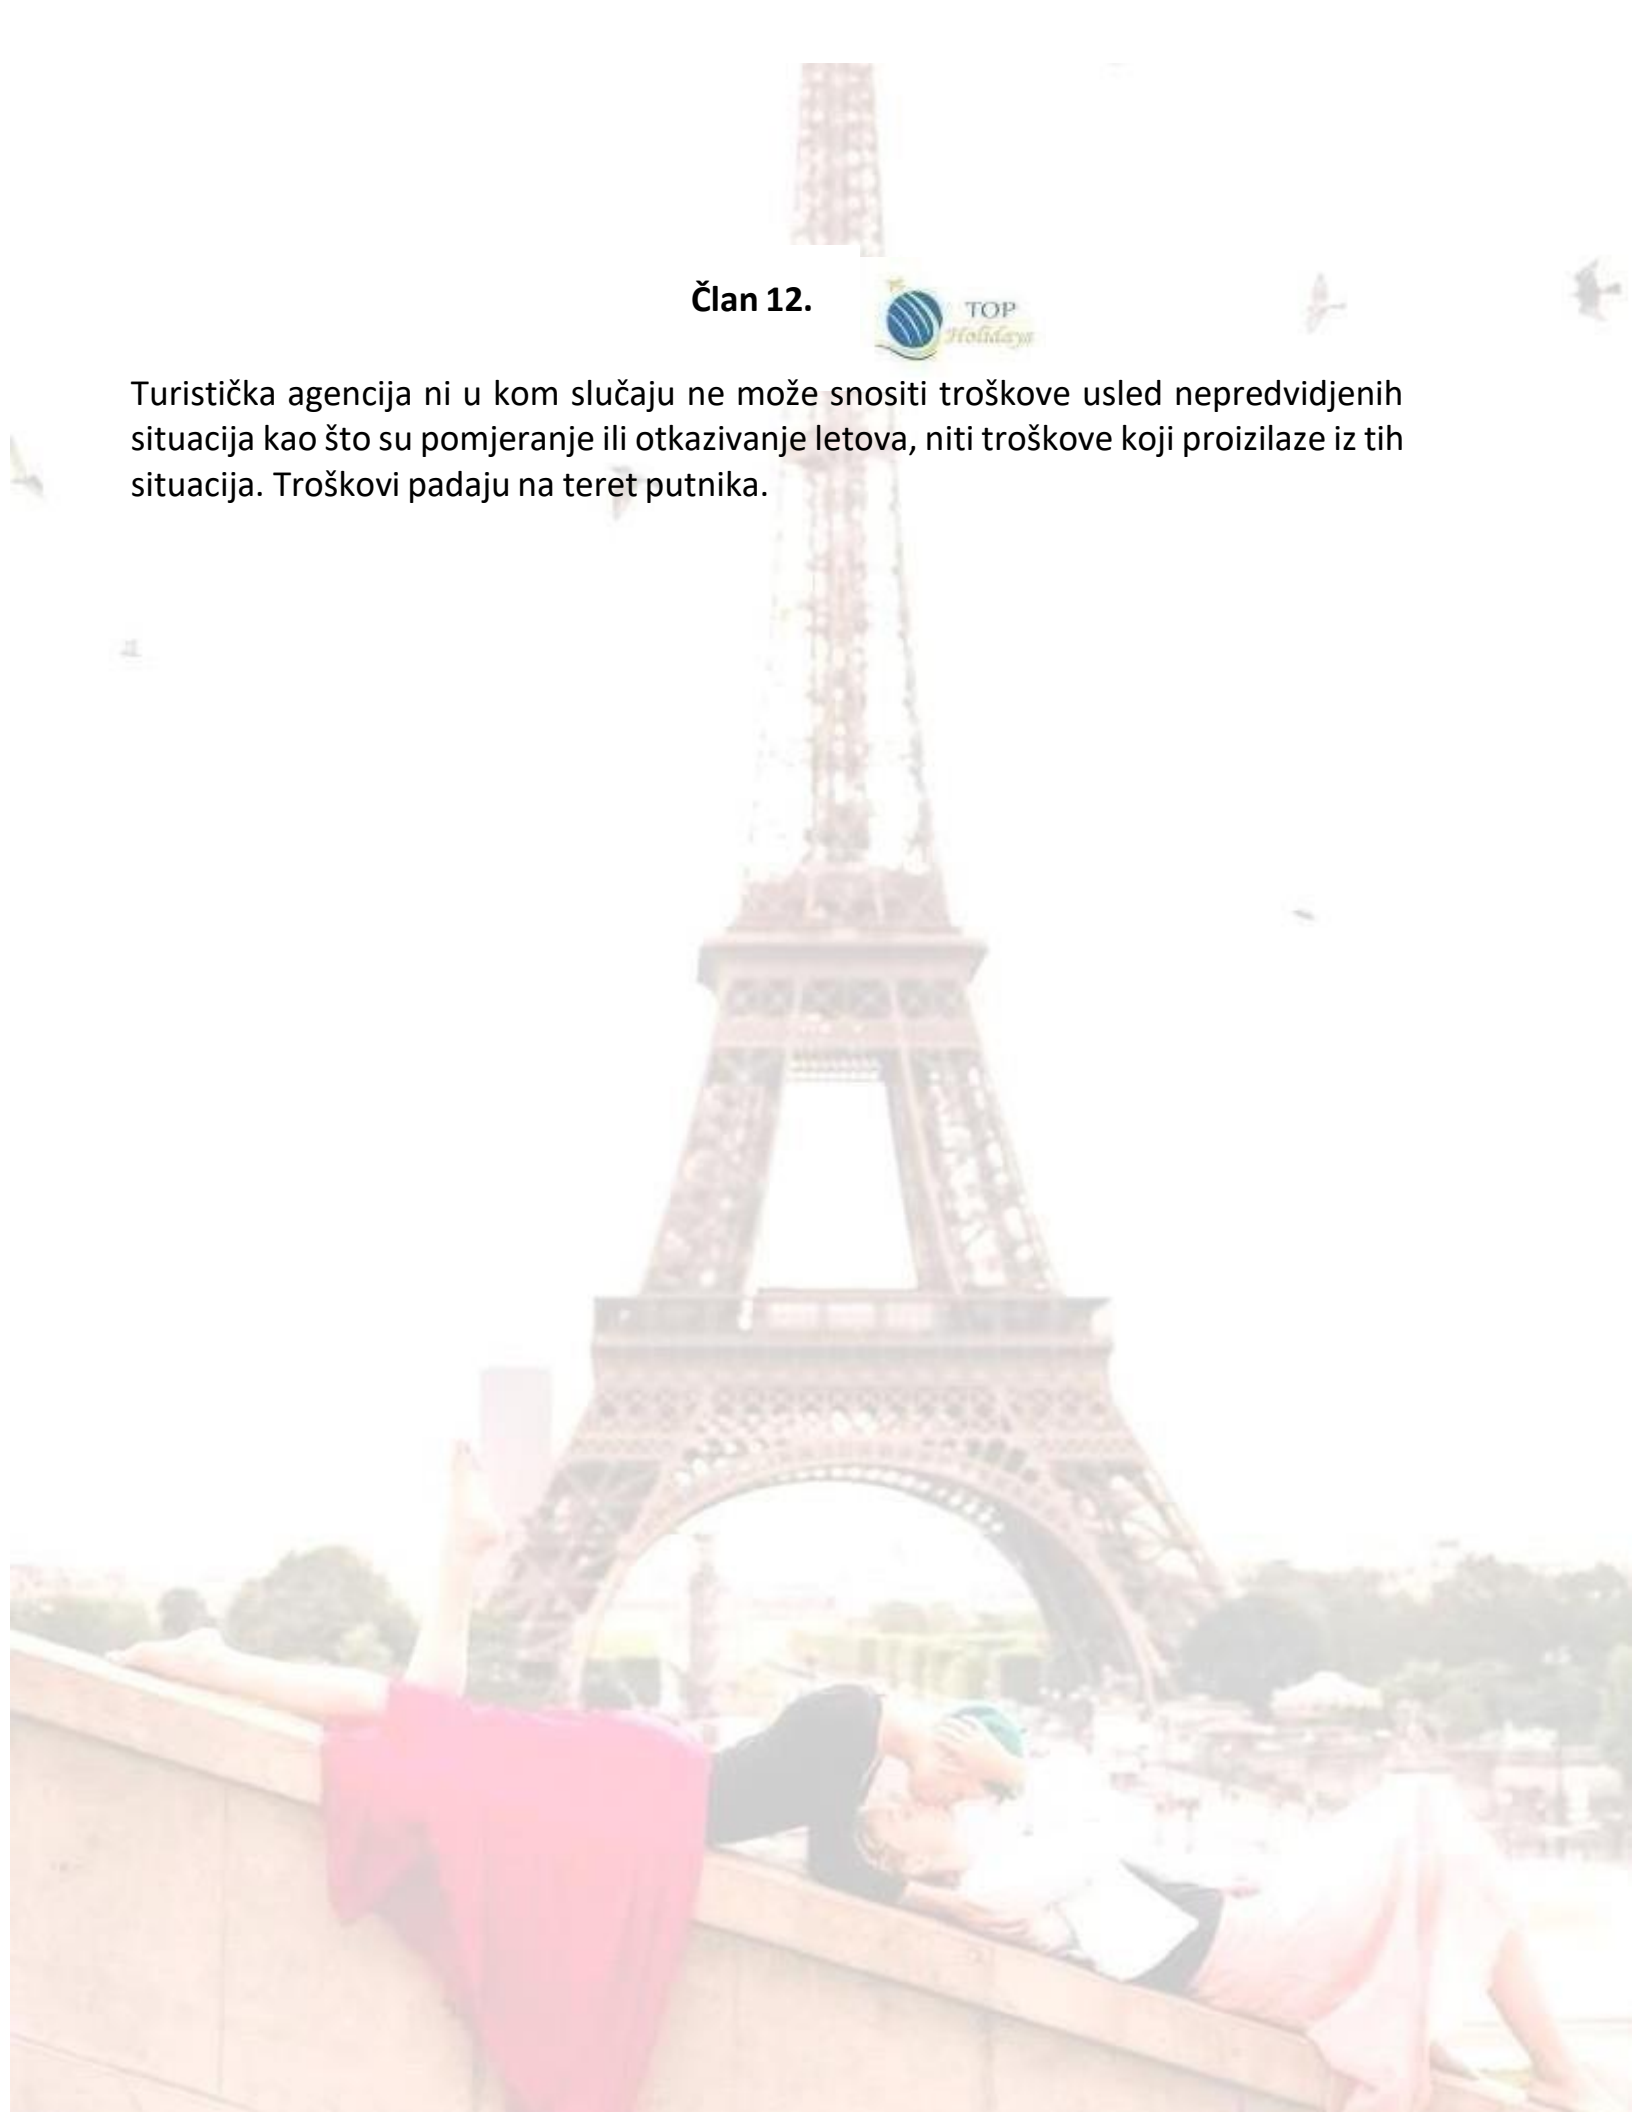 Član 12.
TOP
Holidays
Turistička agencija ni u kom slučaju ne može snositi troškove usled nepredvidjenih
situacija kao što su pomjeranje ili otkazivanje letova, niti troškove koji proizilaze iz tih
situacija. Troškovi padaju na teret putnika.